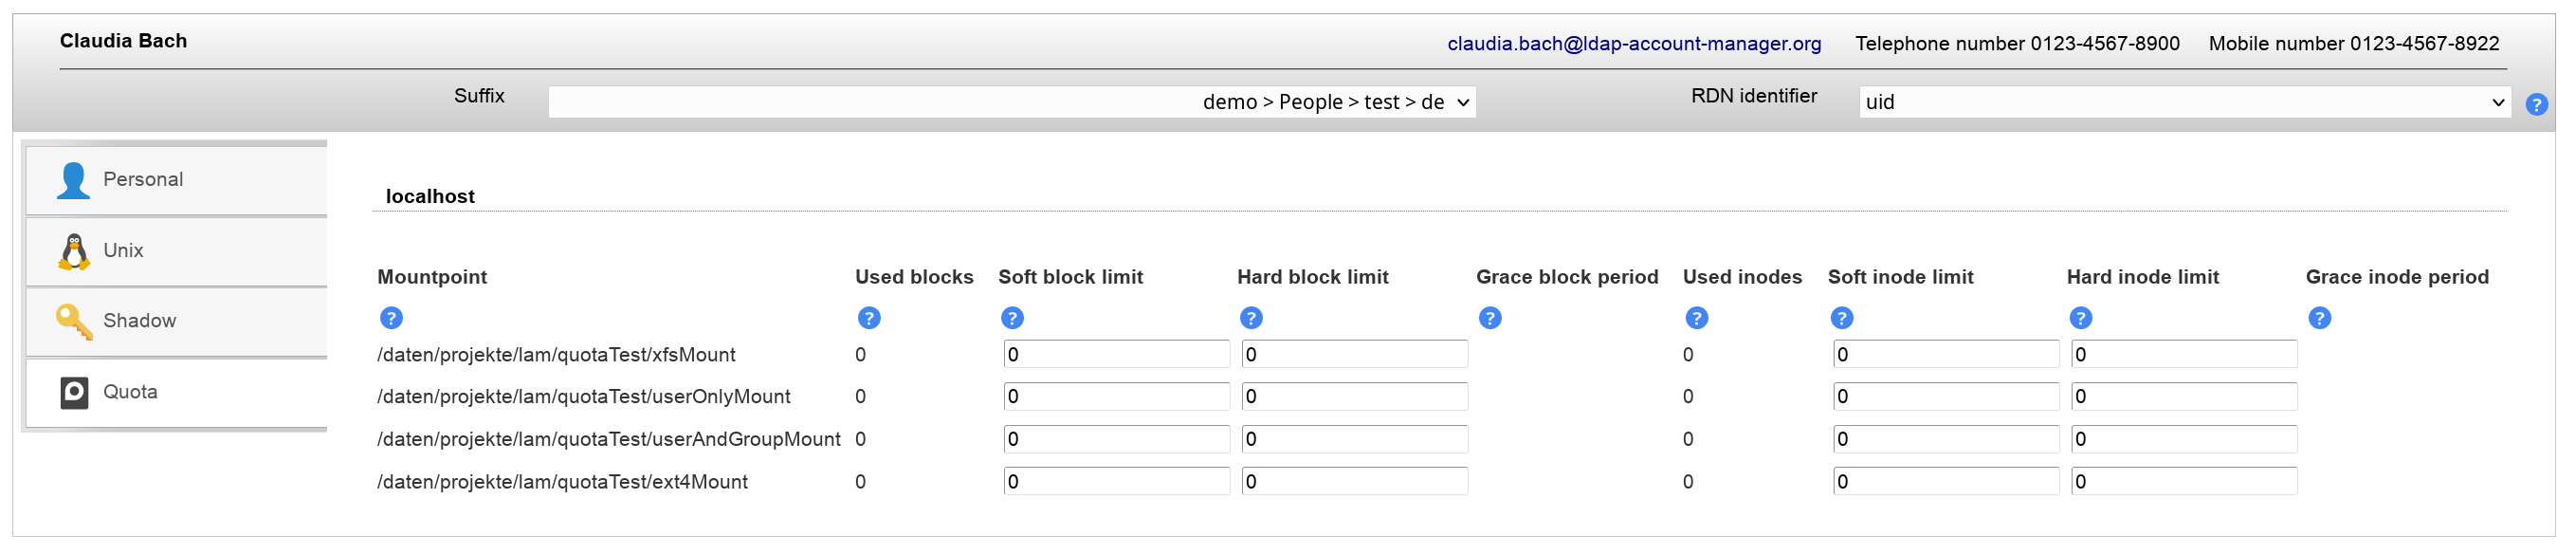 Claudia Bach claudia.bach@ldap-account-manager.org Telephone number 0123-4567-8900 Mobile number 0123-4567-8922
Suffix demo > People > test > de RDN identifier uid ?
Personal
Unix
Shadow
Quota
localhost
Mountpoint Used blocks Soft block limit Hard block limit Grace block period Used inodes Soft inode limit Hard inode limit Grace inode period
? ? ? ? ? ? ? ? ?
/daten/projekte/lam/quotaTest/xfsMount 0 0 0 0 0 0
/daten/projekte/lam/quotaTest/userOnlyMount 0 0 0 0 0 0
/daten/projekte/lam/quotaTest/userAndGroupMount 0 0 0 0 0 0
/daten/projekte/lam/quotaTest/ext4Mount 0 0 0 0 0 0